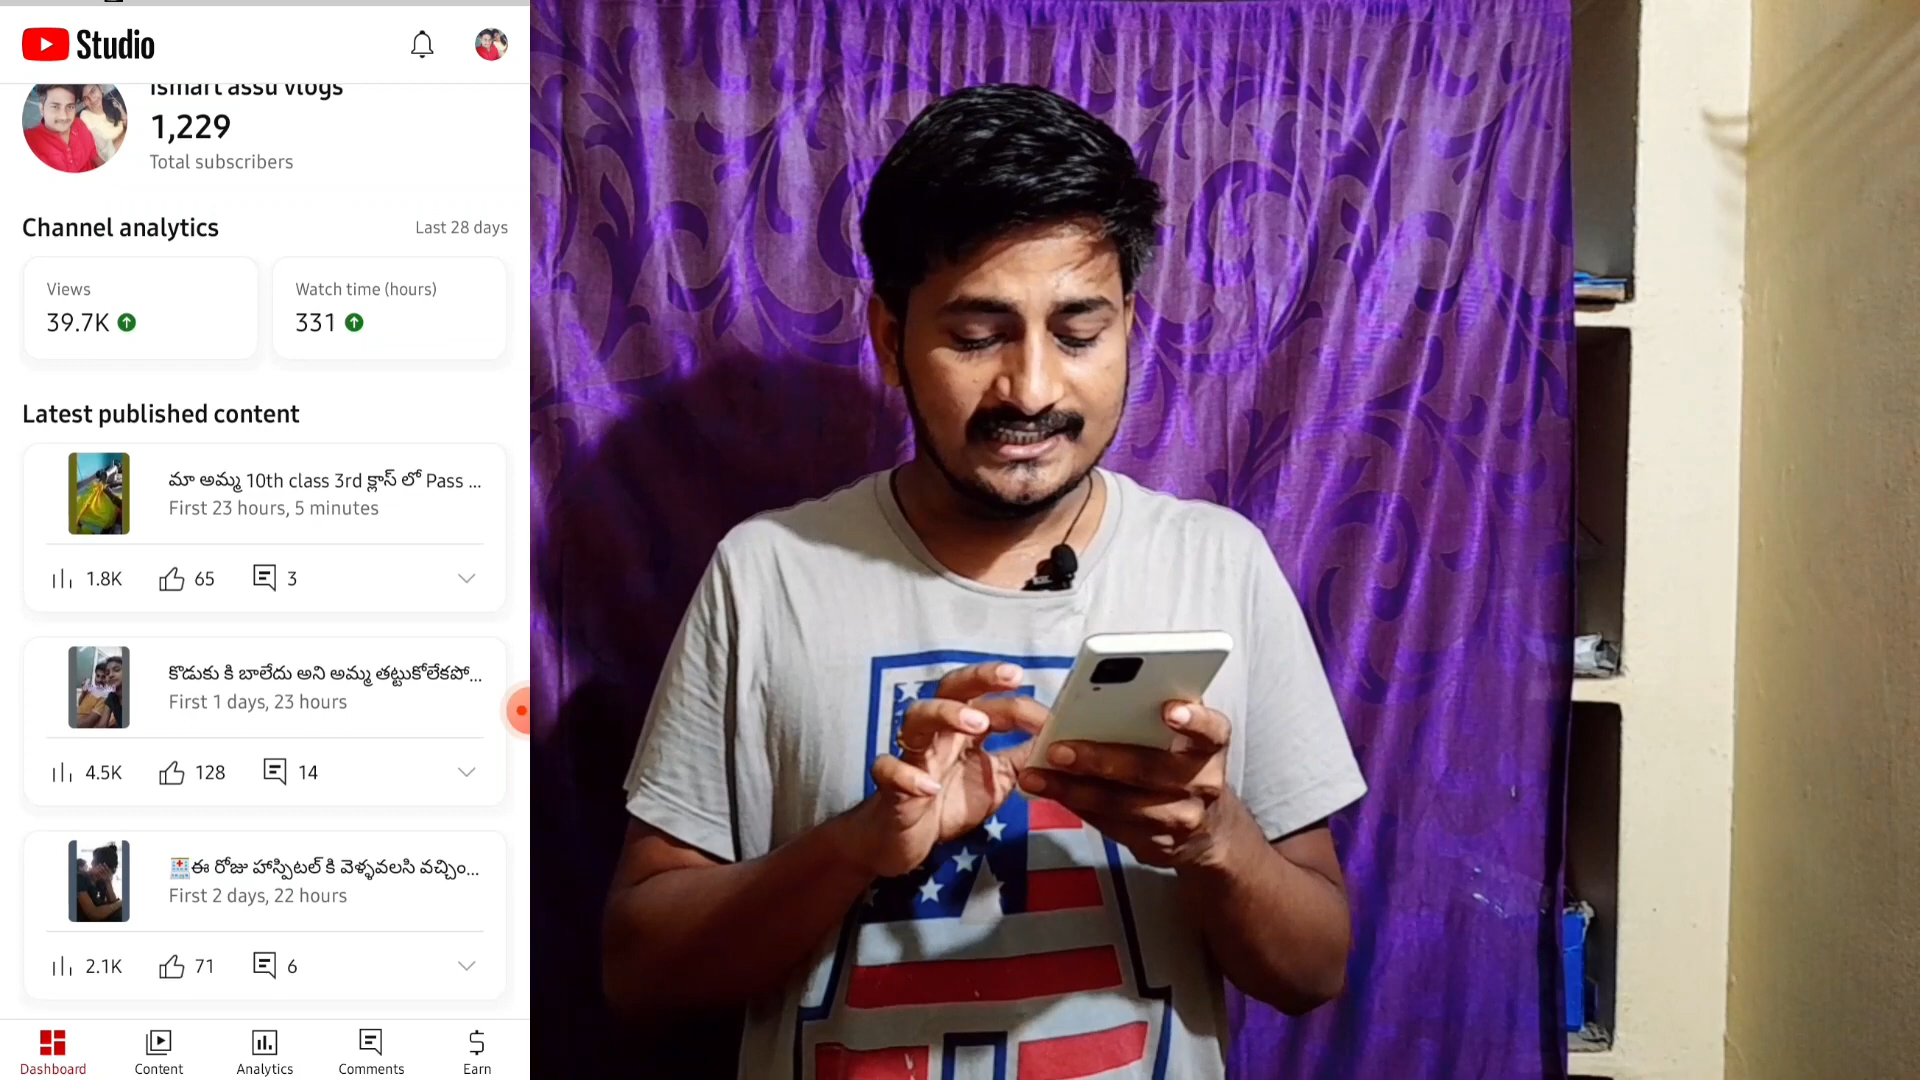 Studio
ismart assu vlogs
1,229
Total subscribers
Channel analytics
Last 28 days
Views
39.7K
Watch time (hours)
331
Latest published content
మా అమ్మ 10th class 3rd క్లాస్ లో Pass ...
First 23 hours, 5 minutes
1.8K 65 3
కొడుకు కి బాలేదు అని అమ్మ తట్టుకోలేకపో...
First 1 days, 23 hours
4.5K 128 14
ఈ రోజు హాస్పిటల్ కి వెళ్ళవలసి వచ్చిం...
First 2 days, 22 hours
2.1K 71 6
Dashboard
Content
Analytics
Comments
Earn